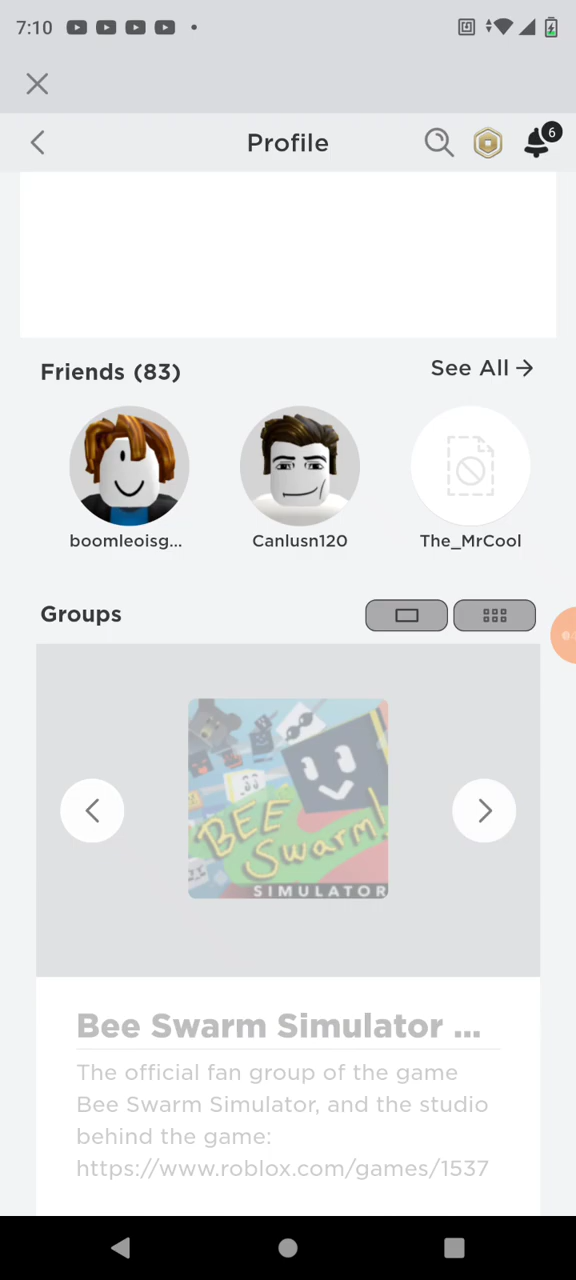 7:10
6
Profile
Friends (83)
See All
boomleoisg...
Canlusn120
The_MrCool
Groups
BEE
Swarm!
SIMULATOR
Bee Swarm Simulator ...
The official fan group of the game
Bee Swarm Simulator, and the studio
behind the game:
https://www.roblox.com/games/1537